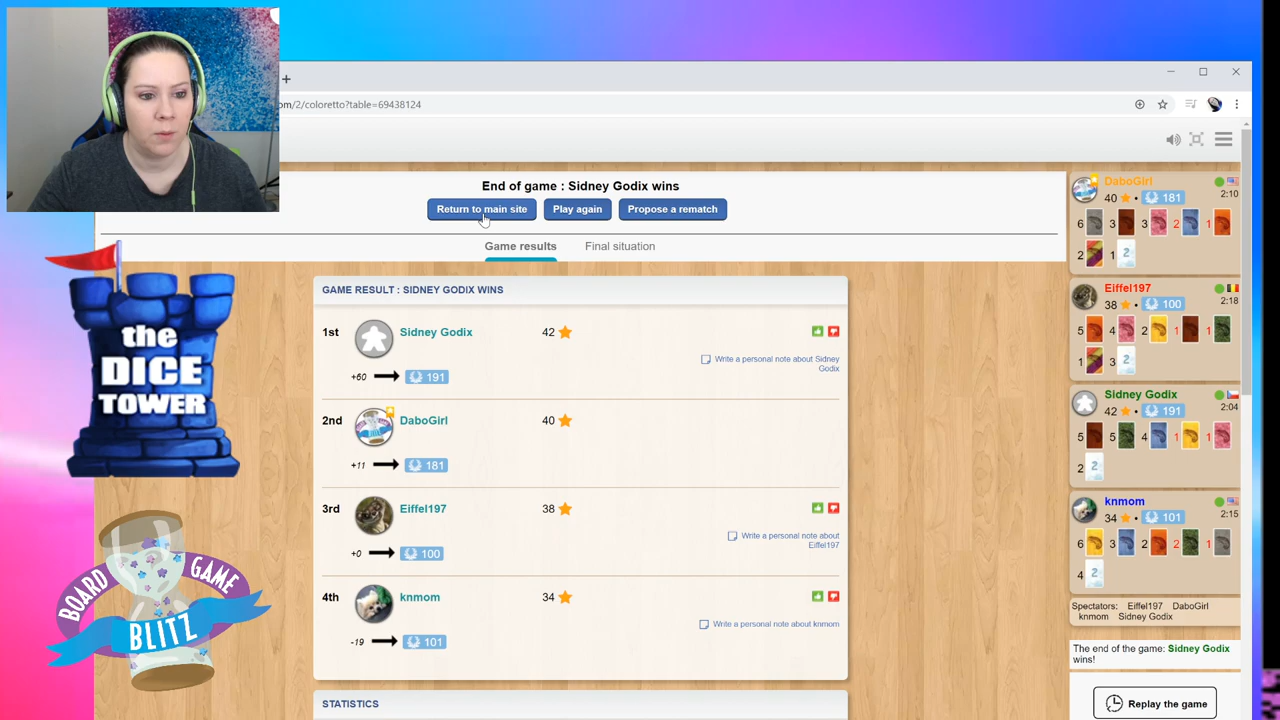 om/2/coloretto?table=69438124
End of game : Sidney Godix wins
Return to main site Play again Propose a rematch
Game results Final situation
GAME RESULT : SIDNEY GODIX WINS
1st Sidney Godix 42
Write a personal note about Sidney
Godix
+60 191
2nd DaboGirl 40
+11 181
3rd Eiffel197 38
Write a personal note about
Eiffel197
+0 100
4th knmom 34
Write a personal note about knmom
-19 101
STATISTICS
the
DICE
TOWER
BOARD GAME
BLITZ
DaboGirl
40 • 181 2:10
6 3 3 2 1
2 1 2
Eiffel197
38 • 100 2:18
5 4 2 1 1
1 3 2
Sidney Godix
42 • 191 2:04
5 5 4 1 1
2 2
knmom
34 • 101 2:15
6 3 2 2 1
4 2
Spectators: Eiffel197 DaboGirl
knmom Sidney Godix
The end of the game: Sidney Godix
wins!
Replay the game